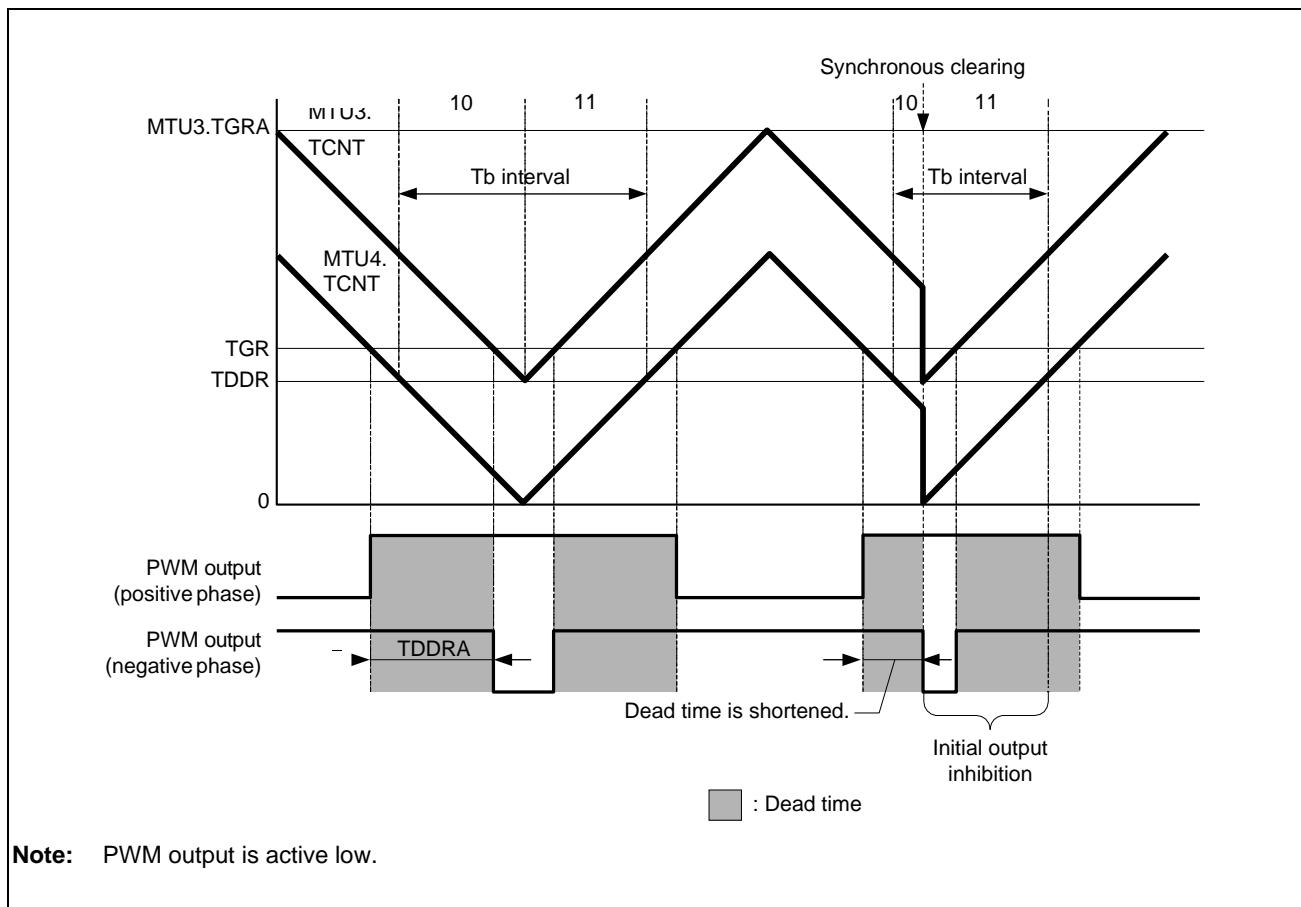 Synchronous clearing
10
11
10
11
MTU3.TGRA
MTU3.
TCNT
Tb interval
Tb interval
MTU4.
TCNT
TGR
TDDR
0
PWM output
(positive phase)
PWM output
(negative phase)
TDDRA
Dead time is shortened.
Initial output
inhibition
: Dead time
Note: PWM output is active low.